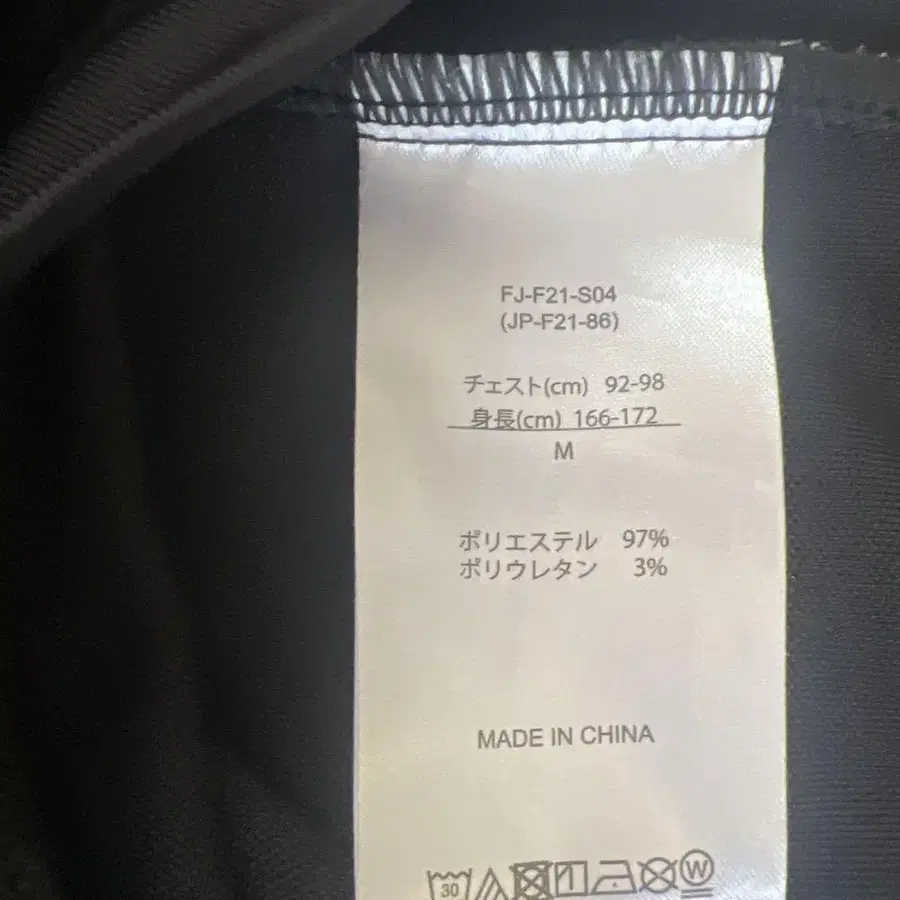 FJ-F21-S04
(JP-F21-86)
チェスト(cm) 92-98
身長(cm) 166-172
M
ポリエステル 97%
ポリウレタン 3%
MADE IN CHINA
30 W